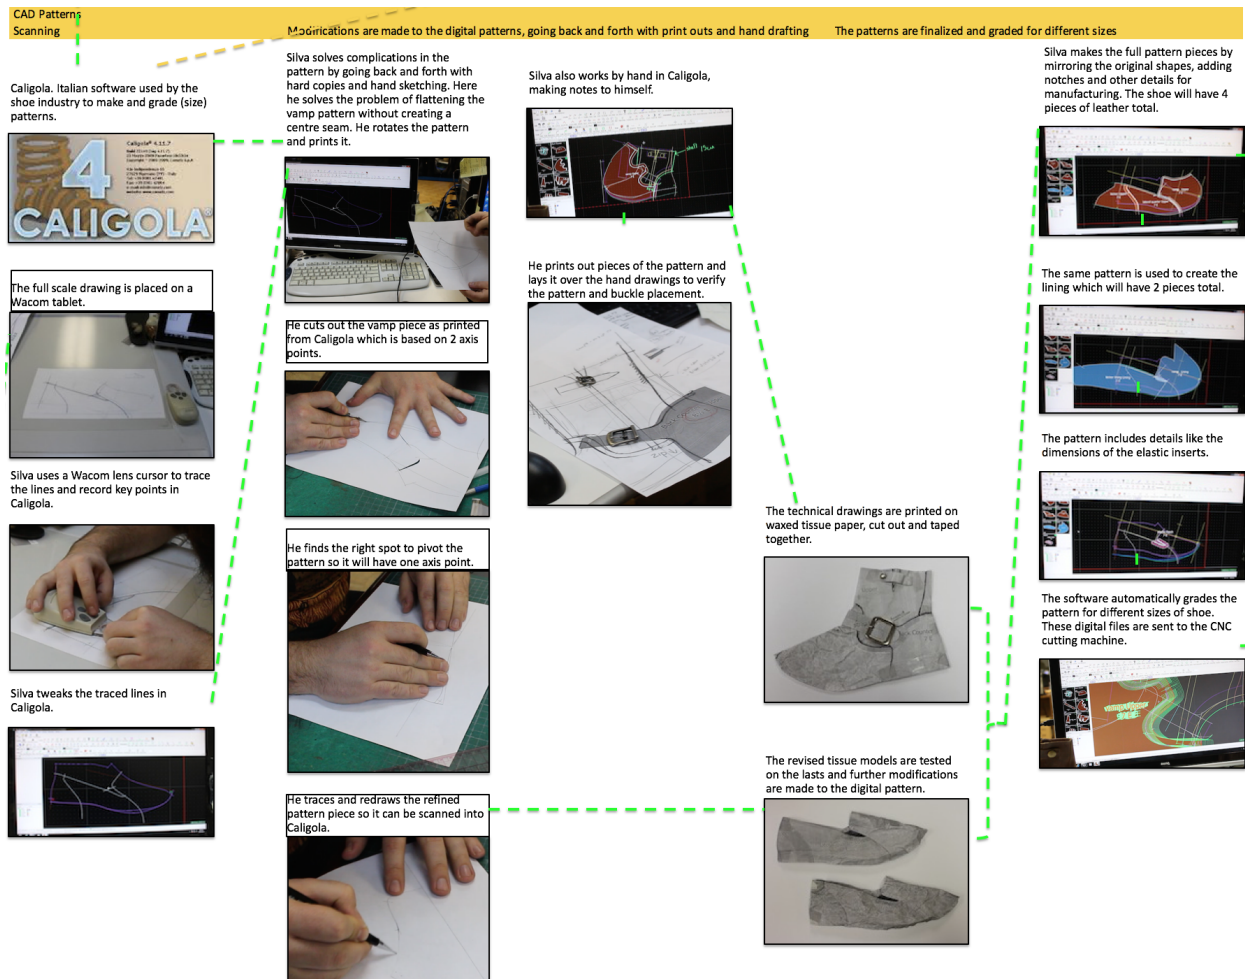 CAD Patterns
Scanning
Modifications are made to the digital patterns, going back and forth with print outs and hand drafting
The patterns are finalized and graded for different sizes
Caligola. Italian software used by the
shoe industry to make and grade (size)
patterns.
4
CALIGOLA
Caligola® 4.11.7
The full scale drawing is placed on a
Wacom tablet.
Silva uses a Wacom lens cursor to trace
the lines and record key points in
Caligola.
Silva tweaks the traced lines in
Caligola.
Silva solves complications in the
pattern by going back and forth with
hard copies and hand sketching. Here
he solves the problem of flattening the
vamp pattern without creating a
centre seam. He rotates the pattern
and prints it.
He cuts out the vamp piece as printed
from Caligola which is based on 2 axis
points.
He finds the right spot to pivot the
pattern so it will have one axis point.
He traces and redraws the refined
pattern piece so it can be scanned into
Caligola.
Silva also works by hand in Caligola,
making notes to himself.
He prints out pieces of the pattern and
lays it over the hand drawings to verify
the pattern and buckle placement.
The technical drawings are printed on
waxed tissue paper, cut out and taped
together.
The revised tissue models are tested
on the lasts and further modifications
are made to the digital pattern.
Silva makes the full pattern pieces by
mirroring the original shapes, adding
notches and other details for
manufacturing. The shoe will have 4
pieces of leather total.
The same pattern is used to create the
lining which will have 2 pieces total.
The pattern includes details like the
dimensions of the elastic inserts.
The software automatically grades the
pattern for different sizes of shoe.
These digital files are sent to the CNC
cutting machine.
vamp upper